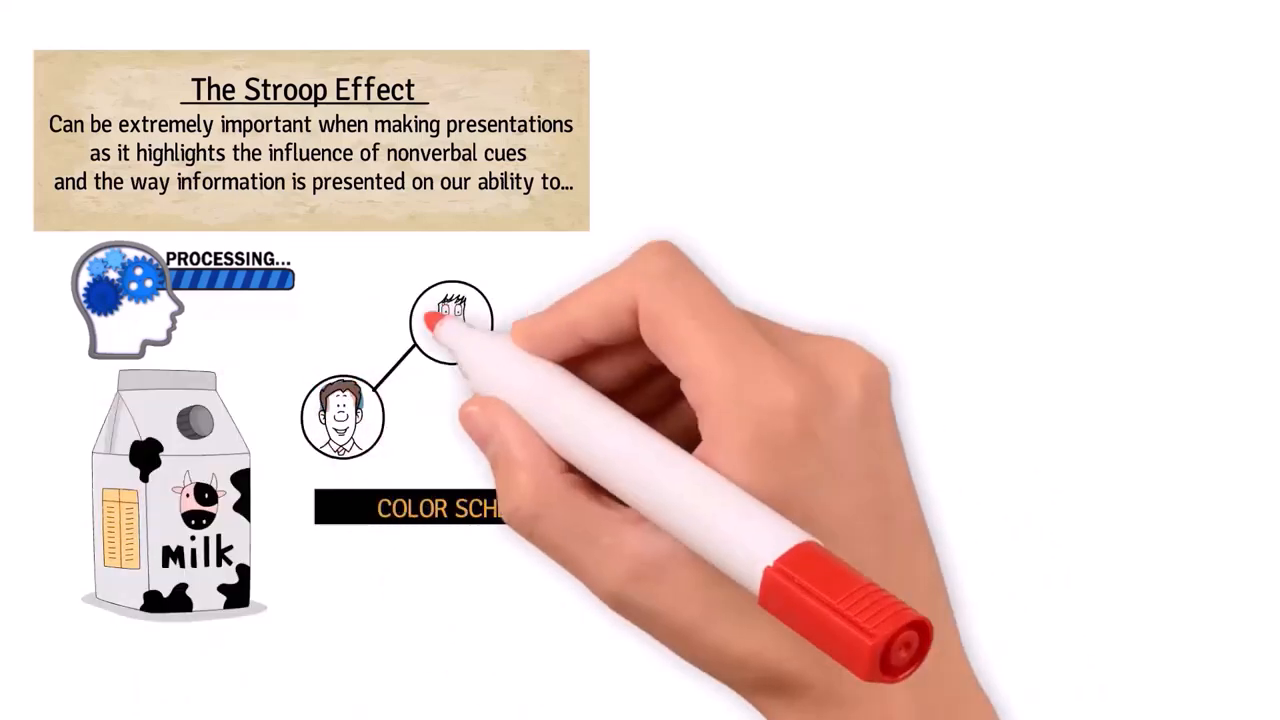 The Stroop Effect
Can be extremely important when making presentations
as it highlights the influence of nonverbal cues
and the way information is presented on our ability to...
PROCESSING...
COLOR
milk